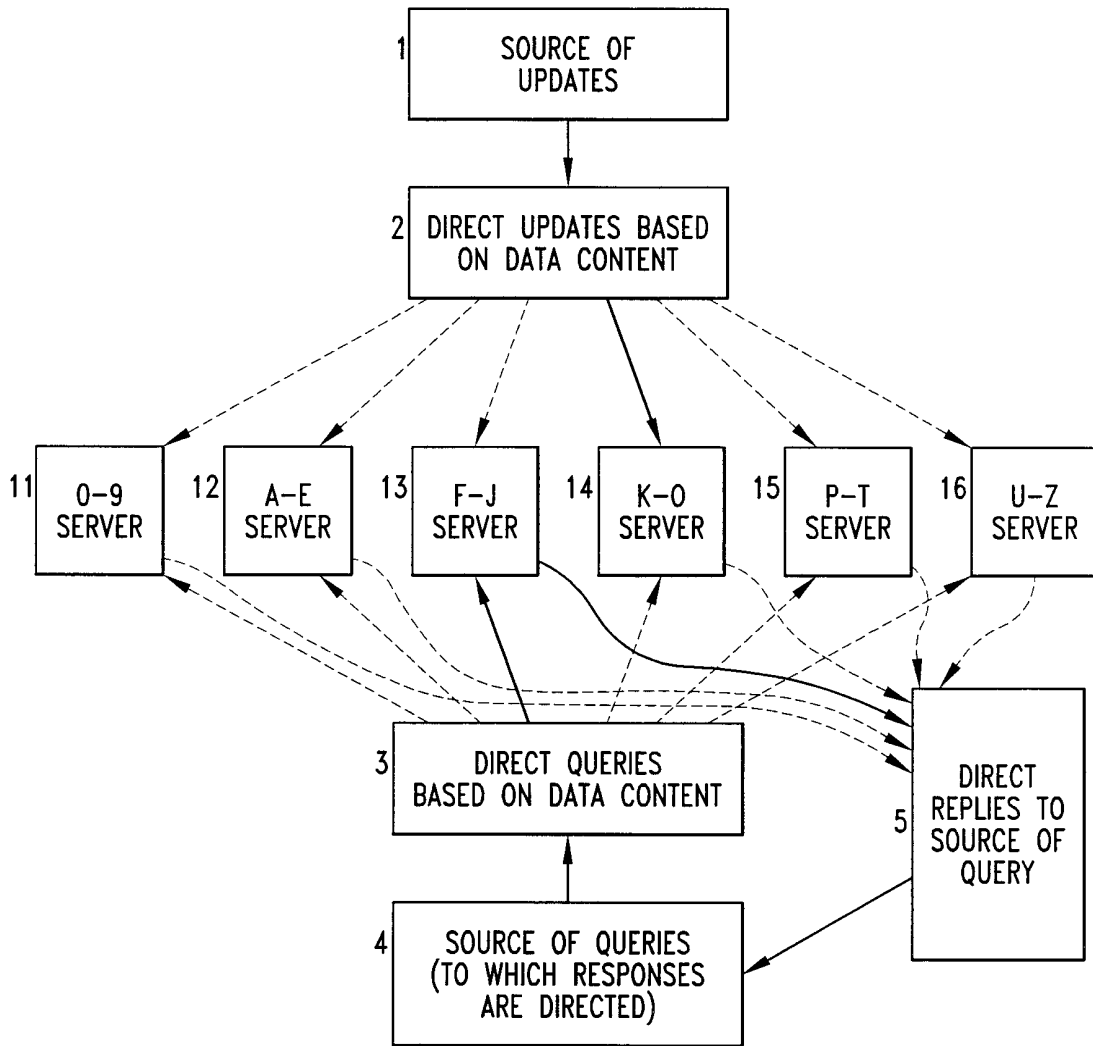 1
SOURCE OF
UPDATES
2
DIRECT UPDATES BASED
ON DATA CONTENT
11
0-9
SERVER
12
A-E
SERVER
13
F-J
SERVER
14
K-O
SERVER
15
P-T
SERVER
16
U-Z
SERVER
3
DIRECT QUERIES
BASED ON DATA CONTENT
5
DIRECT
REPLIES TO
SOURCE OF
QUERY
4
SOURCE OF QUERIES
(TO WHICH RESPONSES
ARE DIRECTED)